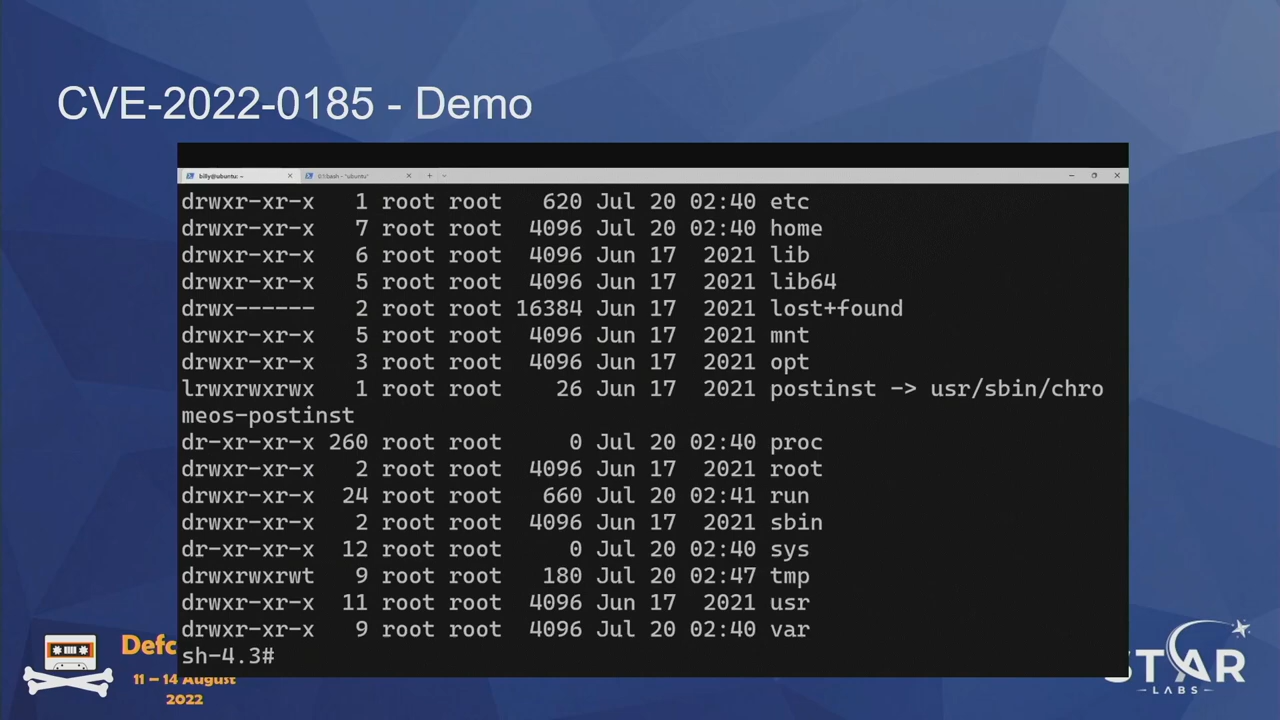 CVE-2022-0185 - Demo
billy@ubuntu: ~
0:1:bash - "ubuntu"
drwxr-xr-x 1 root root 620 Jul 20 02:40 etc
drwxr-xr-x 7 root root 4096 Jul 20 02:40 home
drwxr-xr-x 6 root root 4096 Jun 17 2021 lib
drwxr-xr-x 5 root root 4096 Jun 17 2021 lib64
drwx------ 2 root root 16384 Jun 17 2021 lost+found
drwxr-xr-x 5 root root 4096 Jun 17 2021 mnt
drwxr-xr-x 3 root root 4096 Jun 17 2021 opt
lrwxrwxrwx 1 root root 26 Jun 17 2021 postinst -> usr/sbin/chro
meos-postinst
dr-xr-xr-x 260 root root 0 Jul 20 02:40 proc
drwxr-xr-x 2 root root 4096 Jun 17 2021 root
drwxr-xr-x 24 root root 660 Jul 20 02:41 run
drwxr-xr-x 2 root root 4096 Jun 17 2021 sbin
dr-xr-xr-x 12 root root 0 Jul 20 02:40 sys
drwxrwxrwt 9 root root 180 Jul 20 02:47 tmp
drwxr-xr-x 11 root root 4096 Jun 17 2021 usr
drwxr-xr-x 9 root root 4096 Jul 20 02:40 var
sh-4.3#
Defc
11 – 14 August
2022
STAR
LABS